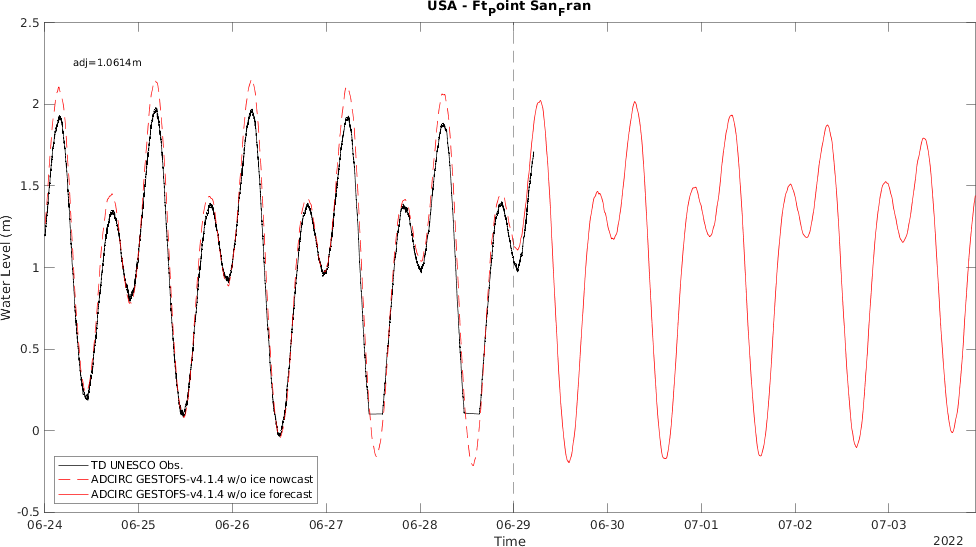 USA - FtPoint SanFran
adj=1.0614m
2.5
2
1.5
1
0.5
0
-0.5
Water Level (m)
TD UNESCO Obs.
ADCIRC GESTOFS-v4.1.4 w/o ice nowcast
ADCIRC GESTOFS-v4.1.4 w/o ice forecast
06-24 06-25 06-26 06-27 06-28 06-29 06-30 07-01 07-02 07-03
Time
2022